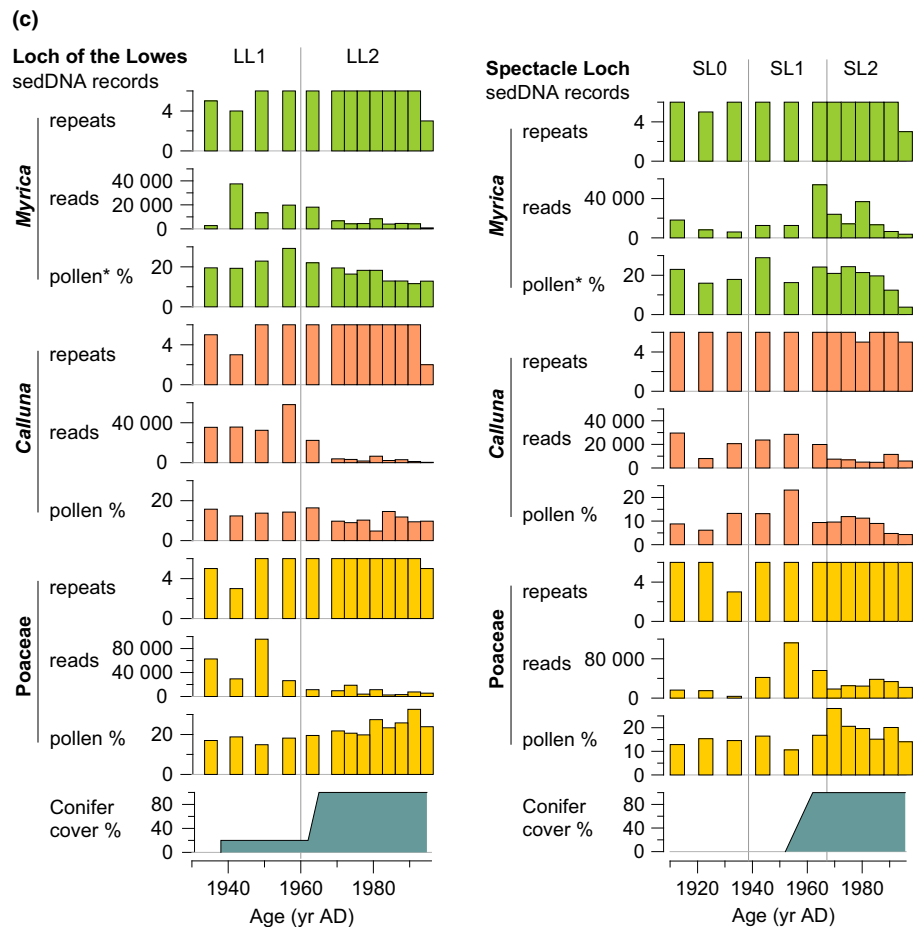 (c)
Loch of the Lowes
sedDNA records
LL1
LL2
Myrica
repeats
4
0
reads
40 000
20 000
0
pollen* %
20
0
Calluna
repeats
4
0
reads
40 000
0
pollen %
20
0
Poaceae
repeats
4
0
reads
80 000
40 000
0
pollen %
20
0
Conifer
cover %
80
40
0
1940
1960
1980
Age (yr AD)
Spectacle Loch
sedDNA records
SL0
SL1
SL2
Myrica
repeats
4
0
reads
40 000
0
pollen* %
20
0
Calluna
repeats
4
0
reads
40 000
20 000
0
pollen %
20
10
0
Poaceae
repeats
4
0
reads
80 000
0
pollen %
20
10
0
Conifer
cover %
80
40
0
1920
1940
1960
1980
Age (yr AD)